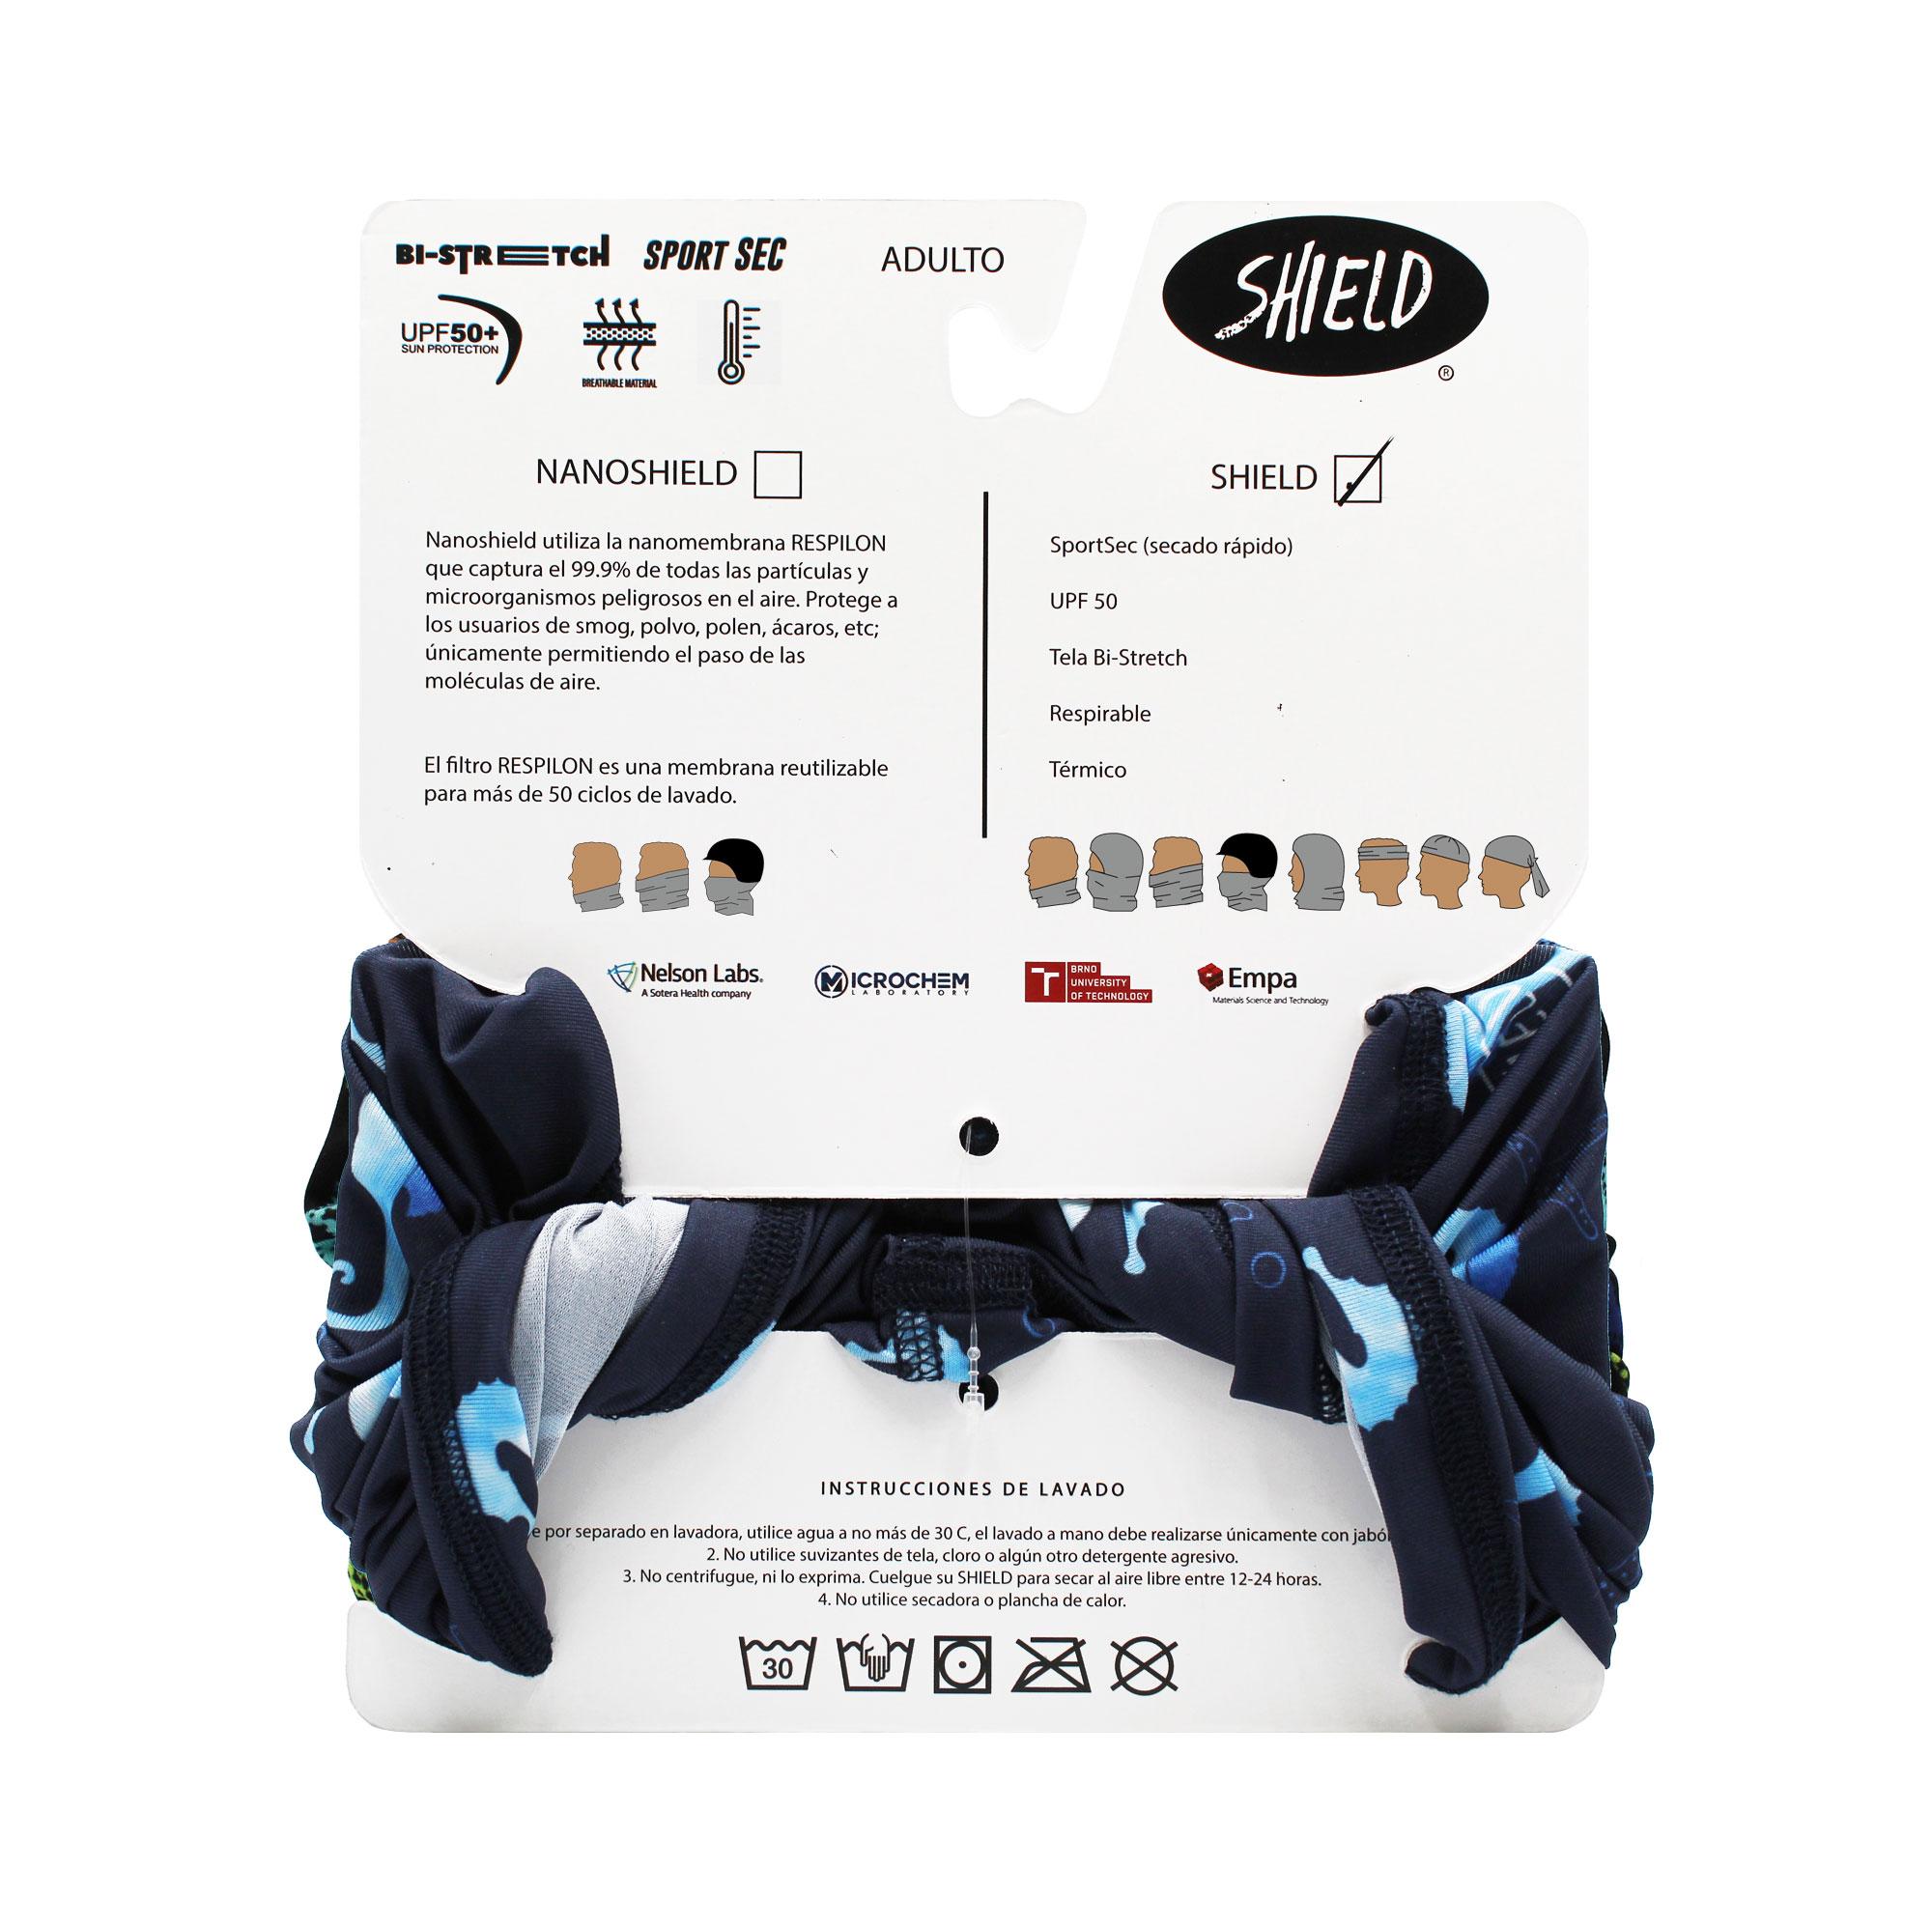 BI-STRETCH SPORT SEC ADULTO SHIELD
UPF50+
SUN PROTECTION
BREATHABLE MATERIAL
®
NANOSHIELD
Nanoshield utiliza la nanomembrana RESPILON
que captura el 99.9% de todas las partículas y
microorganismos peligrosos en el aire. Protege a
los usuarios de smog, polvo, polen, ácaros, etc;
únicamente permitiendo el paso de las
moléculas de aire.
El filtro RESPILON es una membrana reutilizable
para más de 50 ciclos de lavado.
SHIELD
SportSec (secado rápido)
UPF 50
Tela Bi-Stretch
Respirable
Térmico
Nelson Labs.
A Sotera Health company
MICROCHEM
LABORATORY
T BRNO
UNIVERSITY
OF TECHNOLOGY
Empa
Materials Science and Technology
INSTRUCCIONES DE LAVADO
por separado en lavadora, utilice agua a no más de 30 C, el lavado a mano debe realizarse únicamente con
2. No utilice suvizantes de tela, cloro o algún otro detergente agresivo.
3. No centrifugue, ni lo exprima. Cuelgue su SHIELD para secar al aire libre entre 12-24 horas.
4. No utilice secadora o plancha de calor.
30